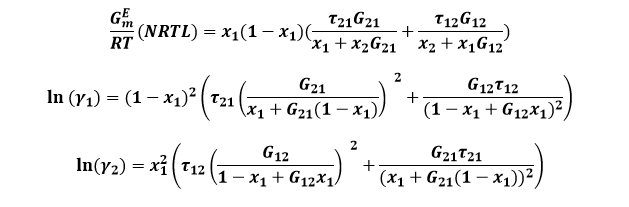 G_m^E/RT (NRTL) = x₁(1 − x₁)(τ₂₁G₂₁/(x₁ + x₂G₂₁) + τ₁₂G₁₂/(x₂ + x₁G₁₂))
ln (γ₁) = (1 − x₁)² (τ₂₁ (G₂₁/(x₁ + G₂₁(1 − x₁)))² + G₁₂τ₁₂/(1 − x₁ + G₁₂x₁)²)
ln(γ₂) = x₁² (τ₁₂ (G₁₂/(1 − x₁ + G₁₂x₁))² + G₂₁τ₂₁/(x₁ + G₂₁(1 − x₁))²)